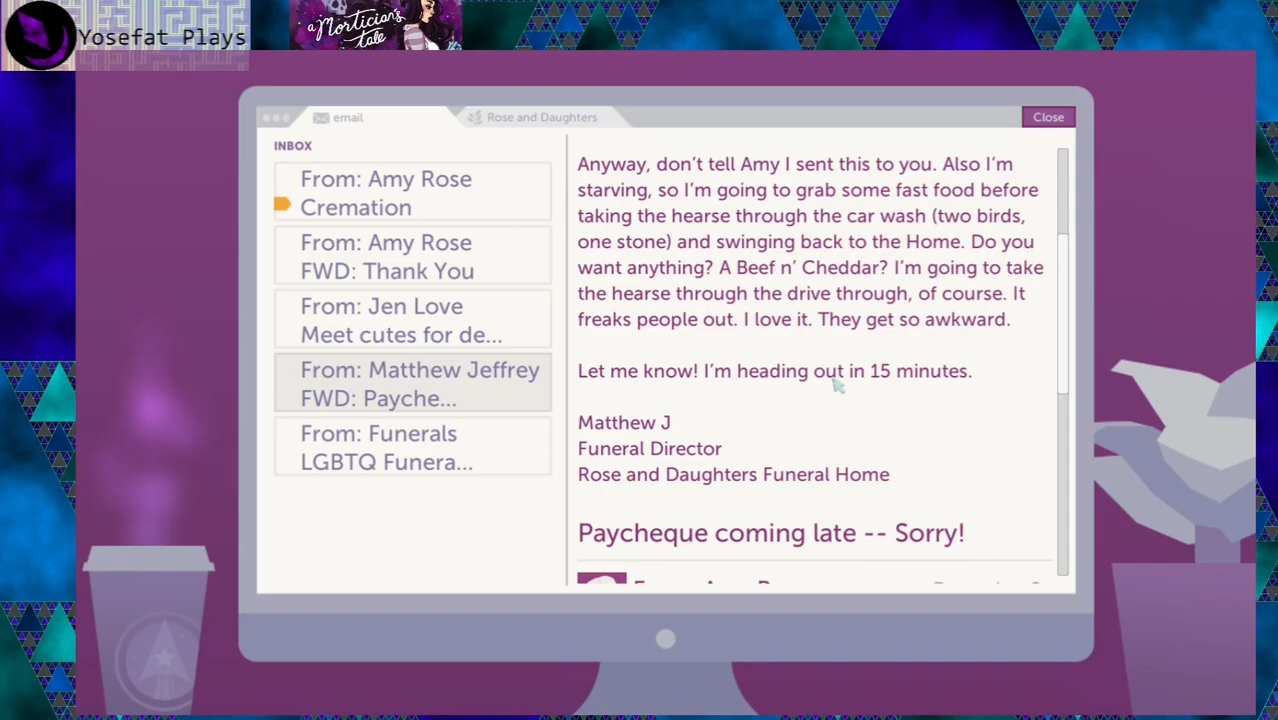 Yosefat Plays
a Mortician's
tale
email
Rose and Daughters
Close
INBOX
From: Amy Rose
Cremation
From: Amy Rose
FWD: Thank You
From: Jen Love
Meet cutes for de...
From: Matthew Jeffrey
FWD: Payche...
From: Funerals
LGBTQ Funera...
Anyway, don't tell Amy I sent this to you. Also I'm
starving, so I'm going to grab some fast food before
taking the hearse through the car wash (two birds,
one stone) and swinging back to the Home. Do you
want anything? A Beef n' Cheddar? I'm going to take
the hearse through the drive through, of course. It
freaks people out. I love it. They get so awkward.
Let me know! I'm heading out in 15 minutes.
Matthew J
Funeral Director
Rose and Daughters Funeral Home
Paycheque coming late -- Sorry!